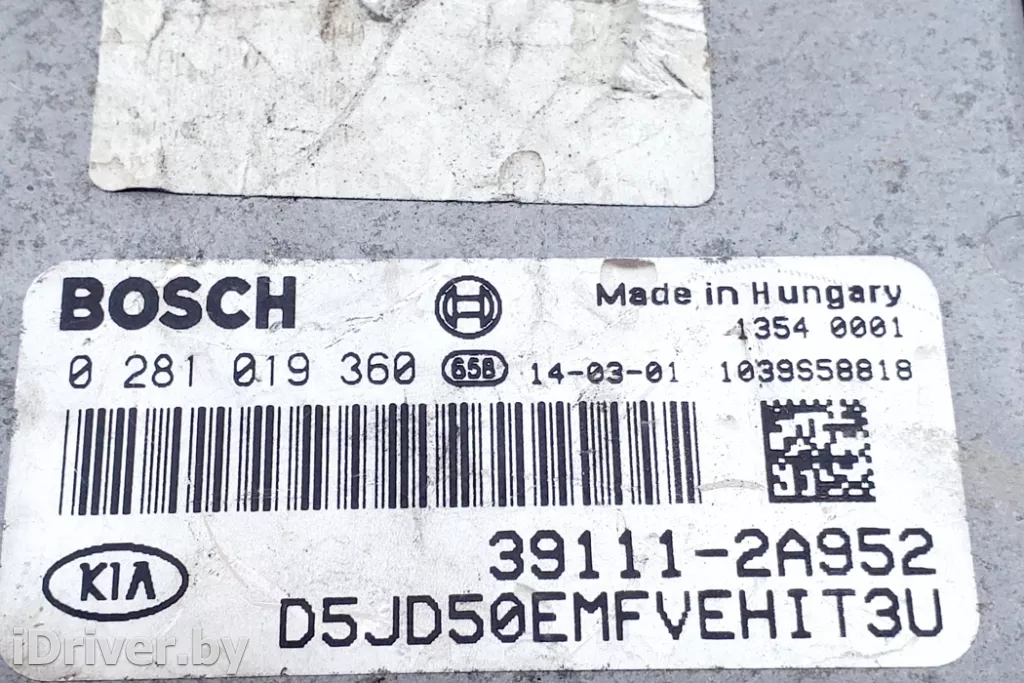 BOSCH
Made in Hungary
1354 0001
0 281 019 360 658 14-03-01 1039S58818
39111-2A952
KIA
D5JD50EMFVEHIT3U
iDriver.by